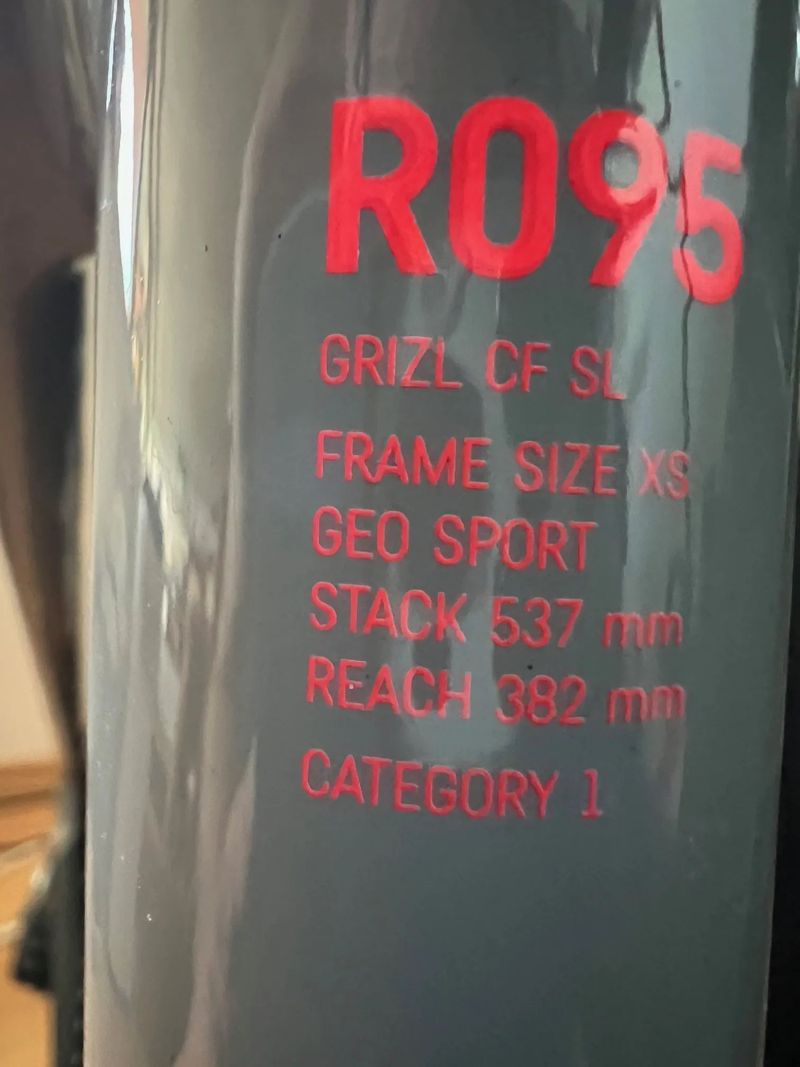 R095
GRIZL CF SL
FRAME SIZE XS
GEO SPORT
STACK 537 mm
REACH 382 mm
CATEGORY 1